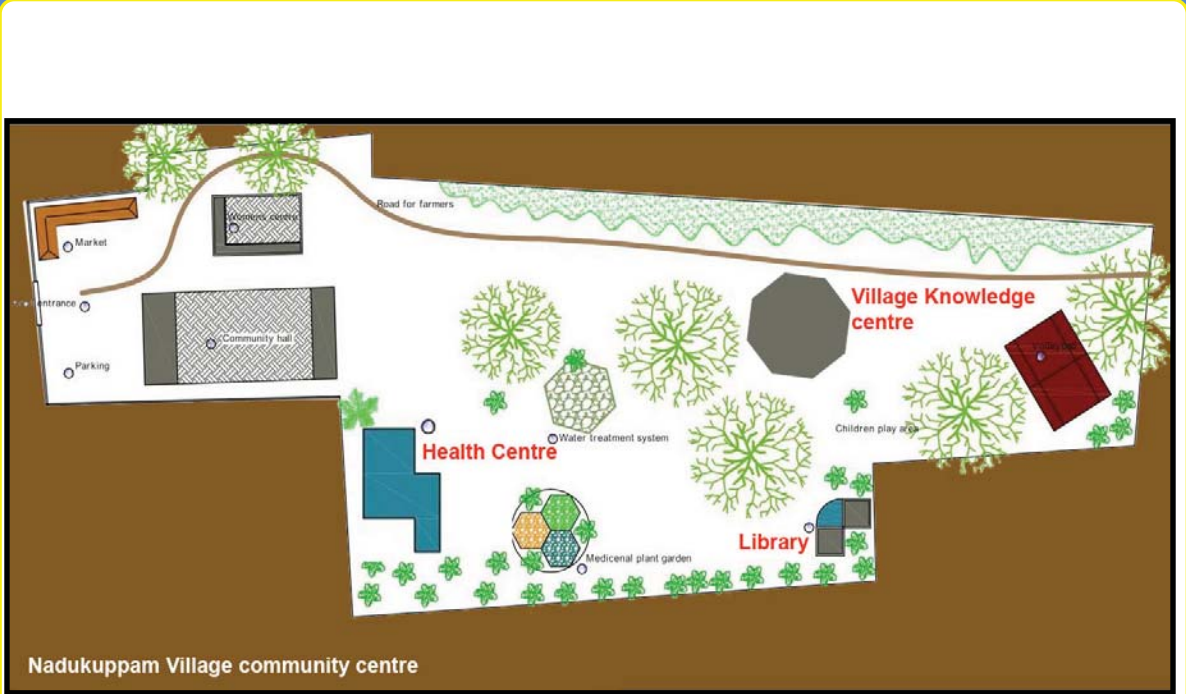 Road for farmers
Womens centre
Market
entrance
Village Knowledge
centre
Community hall
Parking
Children play area
Water treatment system
Health Centre
Library
Medicenal plant garden
Nadukuppam Village community centre